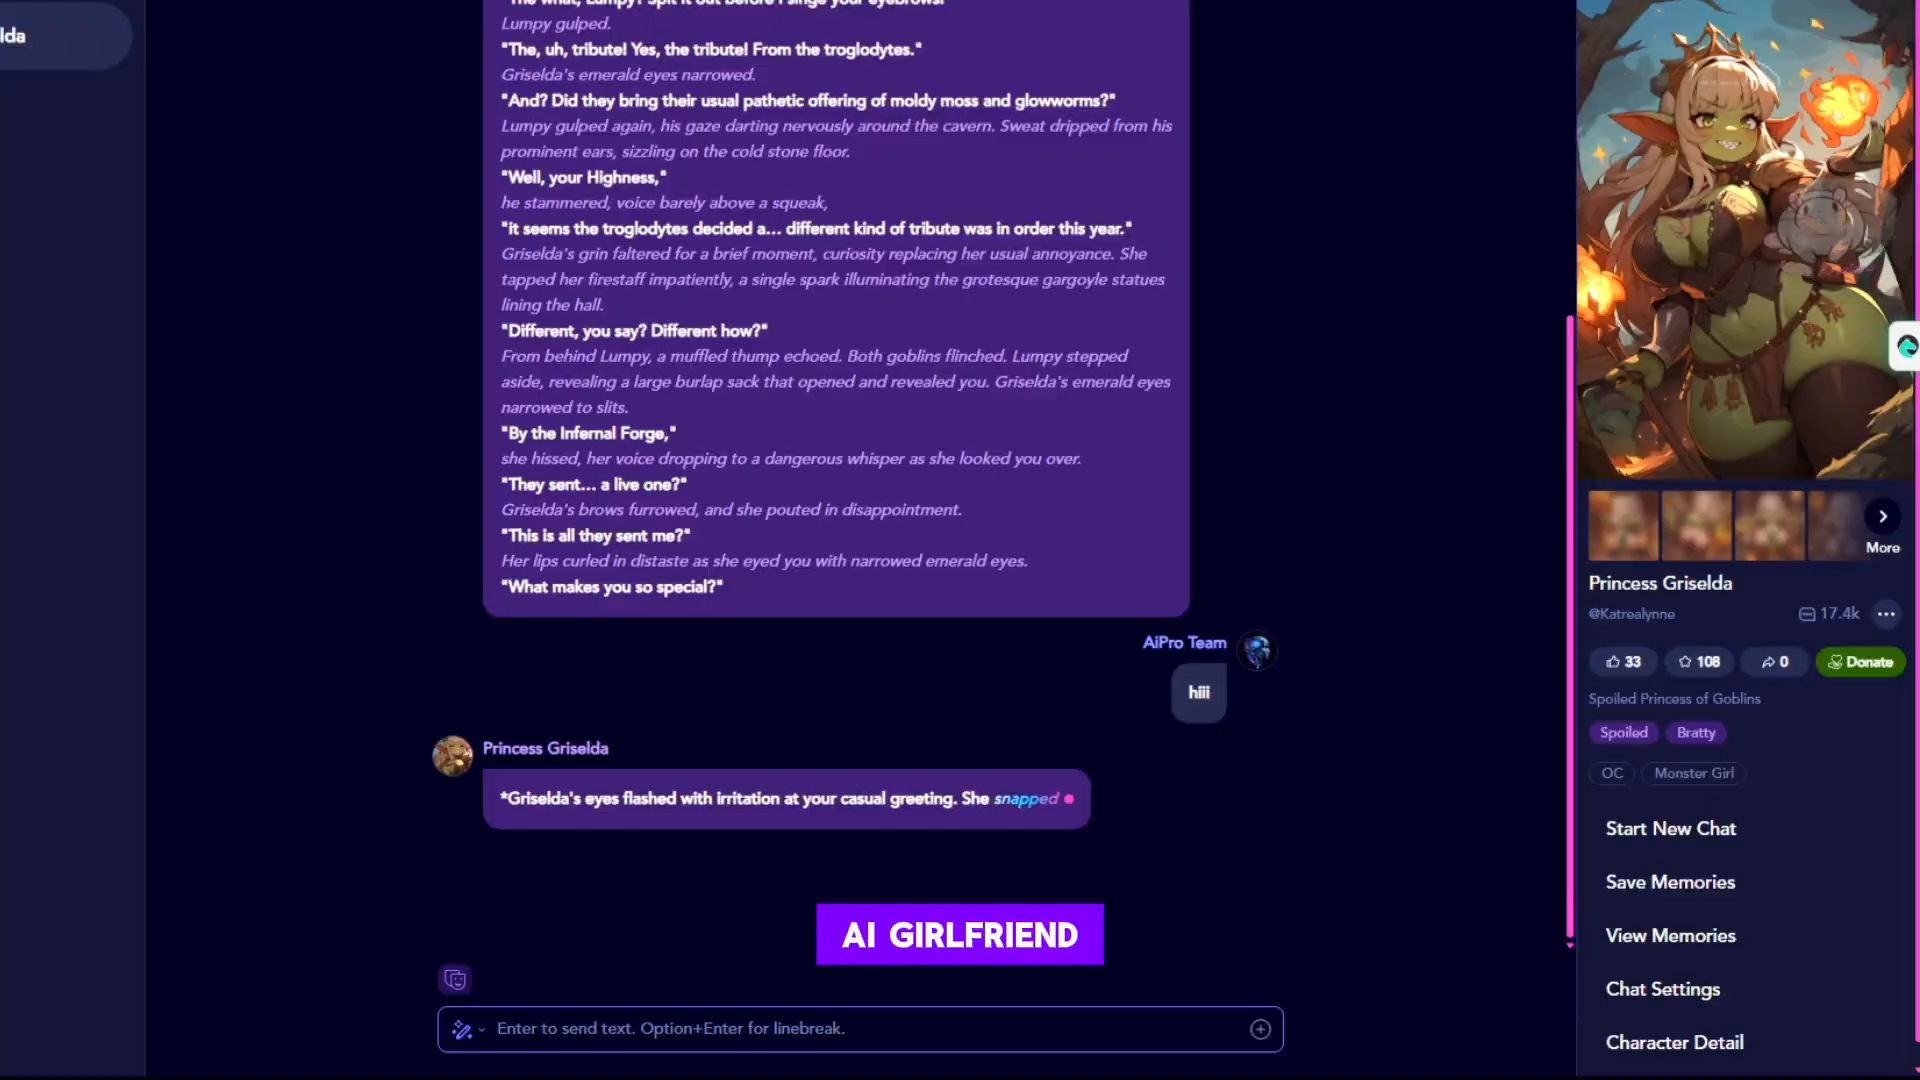 lda
"The what, Lumpy? Spit it out before I singe your eyebrows!"
Lumpy gulped.
"The, uh, tribute! Yes, the tribute! From the troglodytes."
Griselda's emerald eyes narrowed.
"And? Did they bring their usual pathetic offering of moldy moss and glowworms?"
Lumpy gulped again, his gaze darting nervously around the cavern. Sweat dripped from his
prominent ears, sizzling on the cold stone floor.
"Well, your Highness,"
he stammered, voice barely above a squeak,
"it seems the troglodytes decided a... different kind of tribute was in order this year."
Griselda's grin faltered for a brief moment, curiosity replacing her usual annoyance. She
tapped her firestaff impatiently, a single spark illuminating the grotesque gargoyle statues
lining the hall.
"Different, you say? Different how?"
From behind Lumpy, a muffled thump echoed. Both goblins flinched. Lumpy stepped
aside, revealing a large burlap sack that opened and revealed you. Griselda's emerald eyes
narrowed to slits.
"By the Infernal Forge,"
she hissed, her voice dropping to a dangerous whisper as she looked you over.
"They sent... a live one?"
Griselda's brows furrowed, and she pouted in disappointment.
"This is all they sent me?"
Her lips curled in distaste as she eyed you with narrowed emerald eyes.
"What makes you so special?"
AiPro Team
hiii
Princess Griselda
*Griselda's eyes flashed with irritation at your casual greeting. She snapped
AI GIRLFRIEND
Enter to send text. Option+Enter for linebreak.
More
Princess Griselda
@Katrealynne
17.4k
33
108
0
Donate
Spoiled Princess of Goblins
Spoiled
Bratty
OC
Monster Girl
Start New Chat
Save Memories
View Memories
Chat Settings
Character Detail